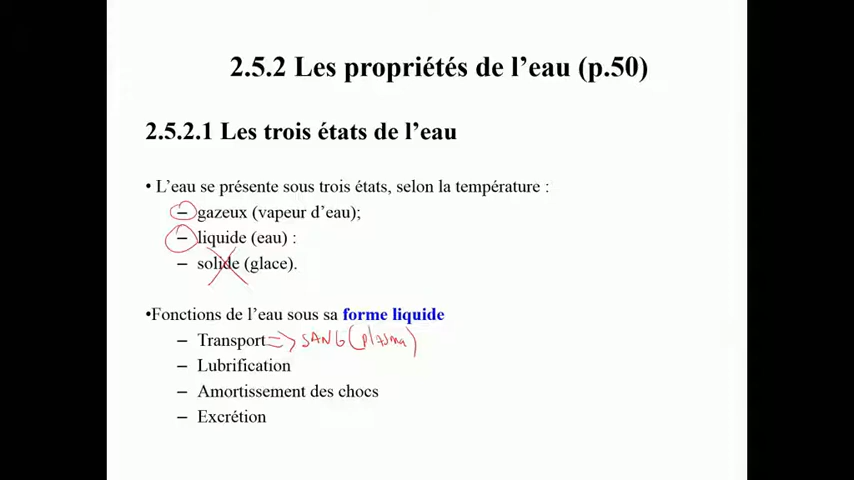 2.5.2 Les propriétés de l’eau (p.50)
2.5.2.1 Les trois états de l’eau
• L’eau se présente sous trois états, selon la température :
– gazeux (vapeur d’eau);
– liquide (eau) :
– solide (glace).
•Fonctions de l’eau sous sa forme liquide
– Transport => SANG (plasma)
– Lubrification
– Amortissement des chocs
– Excrétion